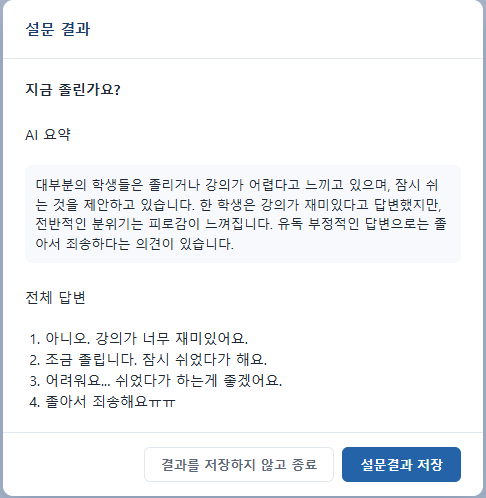 설문 결과
지금 졸린가요?
AI 요약
대부분의 학생들은 졸리거나 강의가 어렵다고 느끼고 있으며, 잠시 쉬
는 것을 제안하고 있습니다. 한 학생은 강의가 재미있다고 답변했지만,
전반적인 분위기는 피로감이 느껴집니다. 유독 부정적인 답변으로는 졸
아서 죄송하다는 의견이 있습니다.
전체 답변
1. 아니오. 강의가 너무 재미있어요.
2. 조금 졸립니다. 잠시 쉬었다가 해요.
3. 어려워요... 쉬었다가 하는게 좋겠어요.
4. 졸아서 죄송해요ㅠㅠ
결과를 저장하지 않고 종료
설문결과 저장